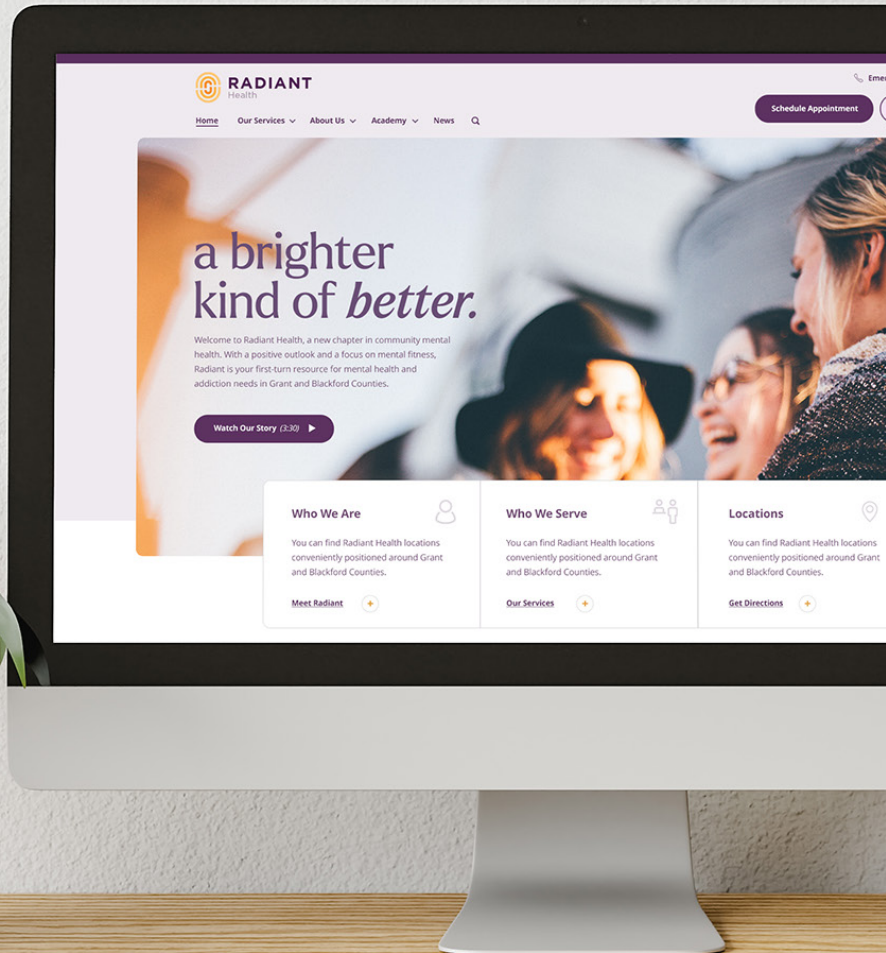 RADIANT
Health
Schedule Appointment
Home Our Services About Us Academy News
a brighter
kind of better.
Welcome to Radiant Health, a new chapter in community mental
health. With a positive outlook and a focus on mental fitness,
Radiant is your first-turn resource for mental health and
addiction needs in Grant and Blackford Counties.
Watch Our Story (3:30)
Who We Are
You can find Radiant Health locations
conveniently positioned around Grant
and Blackford Counties.
Meet Radiant
Who We Serve
You can find Radiant Health locations
conveniently positioned around Grant
and Blackford Counties.
Our Services
Locations
You can find Radiant Health locations
conveniently positioned around Grant
and Blackford Counties.
Get Directions